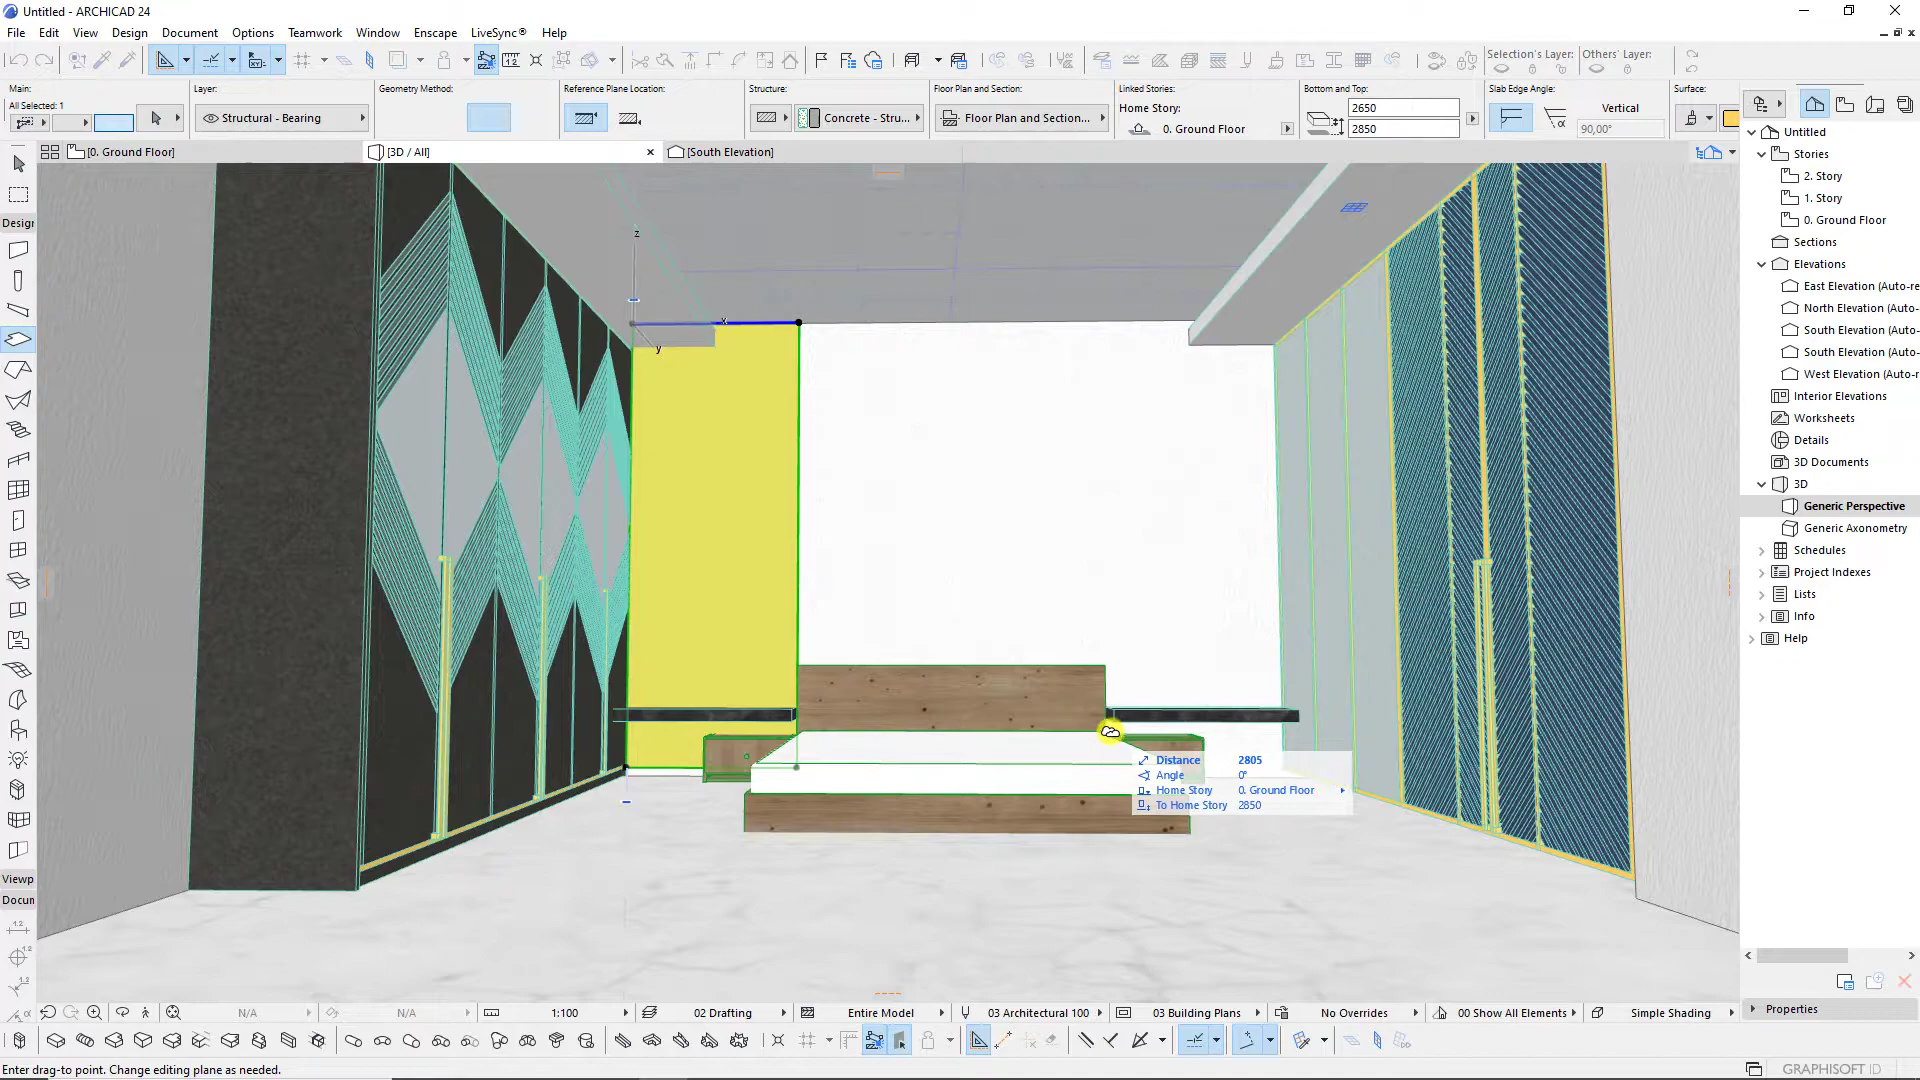 Untitled - ARCHICAD 24
File Edit View Design Document Options Teamwork Window Enscape LiveSync® Help
Selection's Layer: Others' Layer:
Main: Layer: Geometry Method: Reference Plane Location: Structure: Floor Plan and Section: Linked Stories: Bottom and Top: Slab Edge Angle: Surface:
All Selected: 1
Structural - Bearing
Concrete - Stru...
Floor Plan and Section...
Home Story:
0. Ground Floor
2650
2850
Vertical
90,00°
[0. Ground Floor] [3D / All] [South Elevation]
Design
Viewp
Docum
z
x
y
Distance 2805
Angle 0°
Home Story 0. Ground Floor
To Home Story 2850
Untitled
Stories
2. Story
1. Story
0. Ground Floor
Sections
Elevations
East Elevation (Auto-re
North Elevation (Auto-r
South Elevation (Auto-r
South Elevation (Auto-r
West Elevation (Auto-r
Interior Elevations
Worksheets
Details
3D Documents
3D
Generic Perspective
Generic Axonometry
Schedules
Project Indexes
Lists
Info
Help
Properties
N/A N/A 1:100 02 Drafting Entire Model 03 Architectural 100 03 Building Plans No Overrides 00 Show All Elements Simple Shading
Enter drag-to point. Change editing plane as needed.
GRAPHISOFT ID